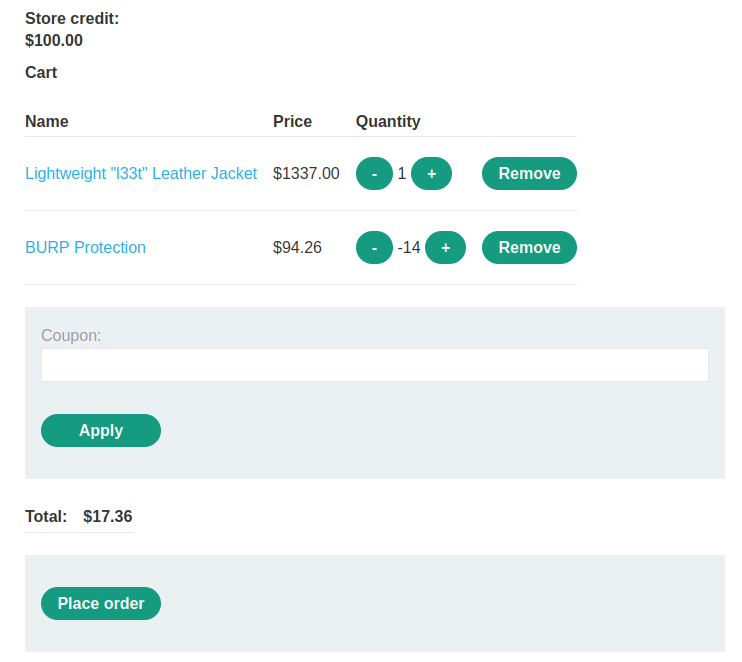 Store credit:
$100.00
Cart
Name Price Quantity
Lightweight "l33t" Leather Jacket $1337.00 - 1 + Remove
BURP Protection $94.26 - -14 + Remove
Coupon:
Apply
Total: $17.36
Place order